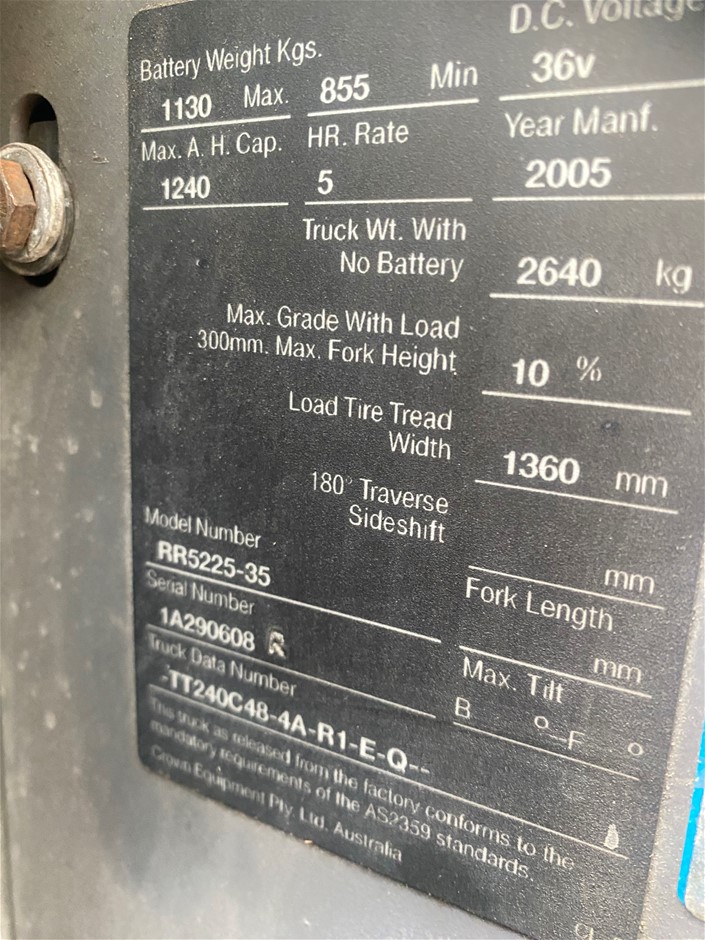 D.C. Voltage
Battery Weight Kgs.
1130 Max. 855 Min 36v
Max. A. H. Cap. HR. Rate Year Manf.
1240 5 2005
Truck Wt. With
No Battery 2640 kg
Max. Grade With Load
300mm. Max. Fork Height 10 %
Load Tire Tread
Width 1360 mm
180° Traverse
Sideshift mm
Model Number
RR5225-35 Fork Length
Serial Number mm
1A290608 R Max. Tilt
Truck Data Number B ° F °
-TT240C48-4A-R1-E-Q--
This truck as released from the factory conforms to the
mandatory requirements of the AS2359 standards.
Crown Equipment Pty. Ltd. Australia